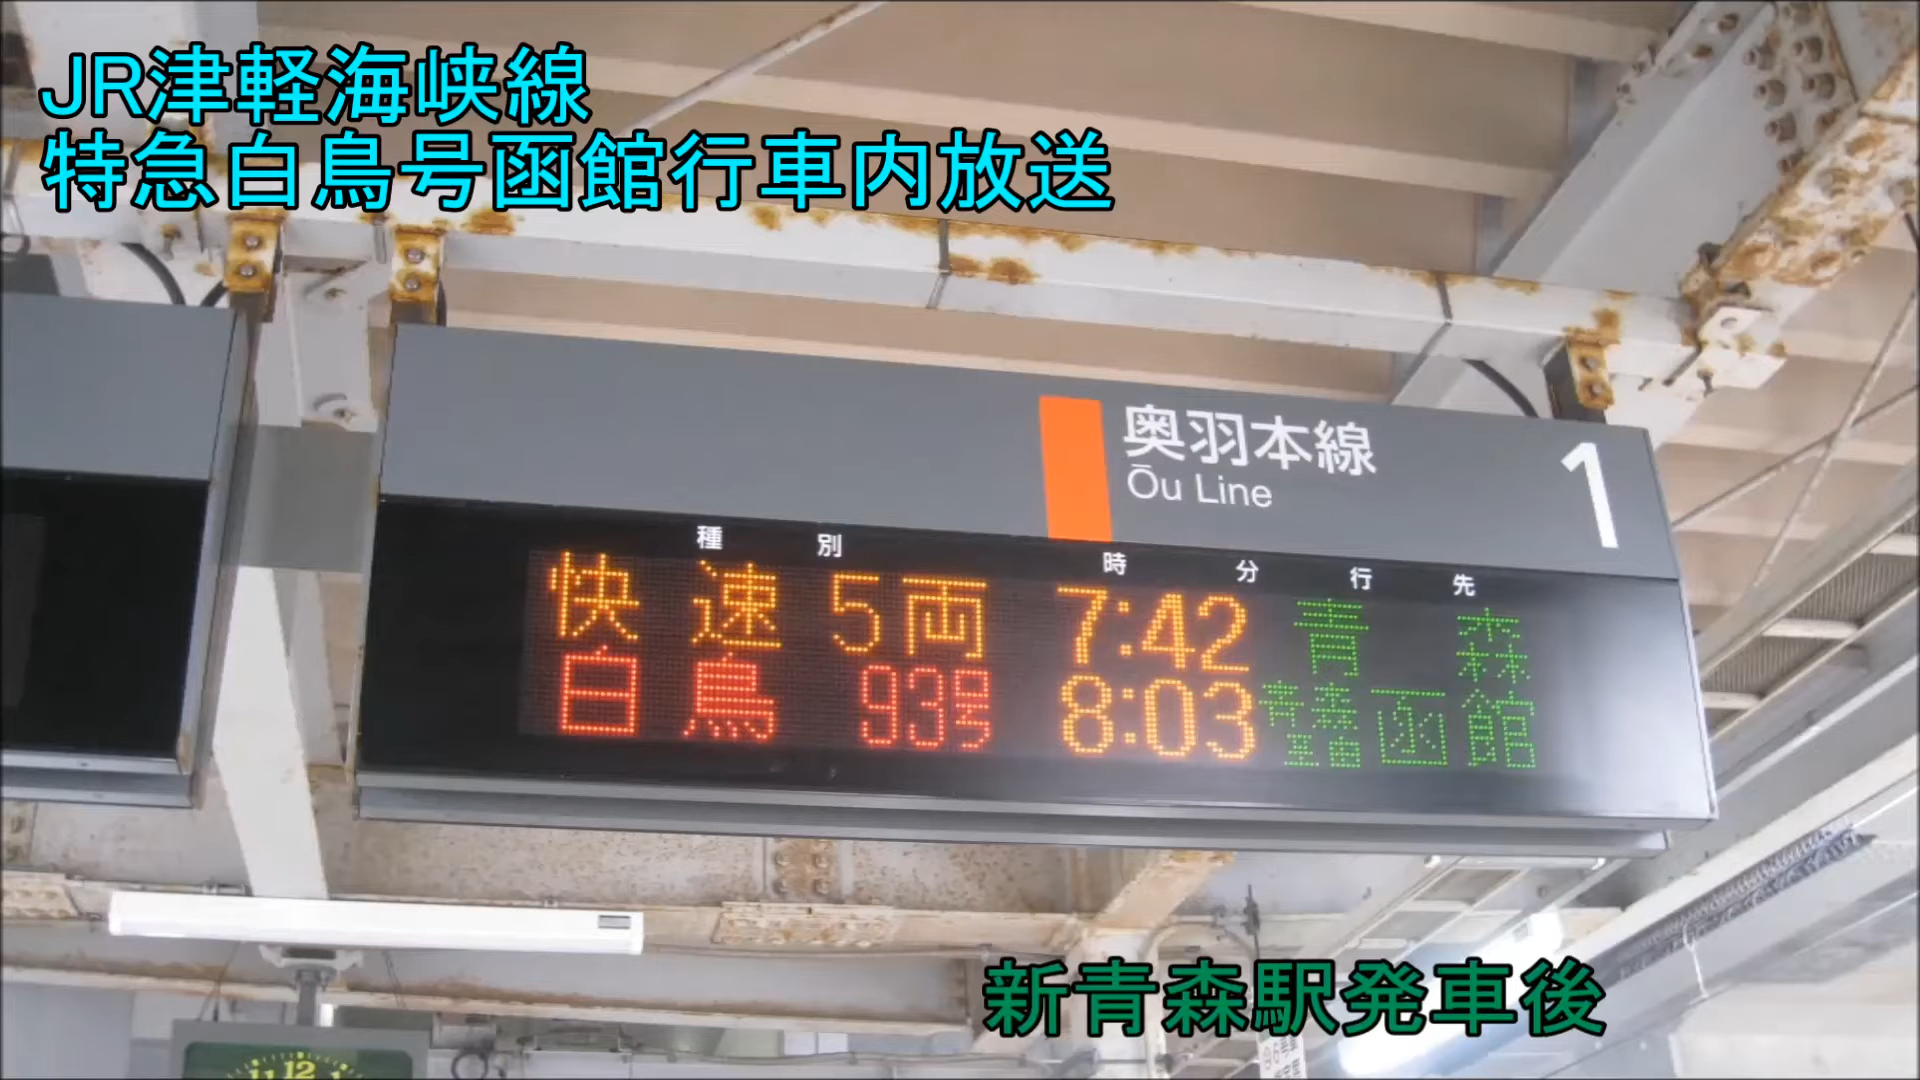 JR津軽海峡線
特急白鳥号函館行車内放送
奥羽本線
Ōu Line
1
種別 時分 行先
快速 5両 7:42 青森
白鳥 93号 8:03 青森 函館
新青森駅発車後
11 12 1